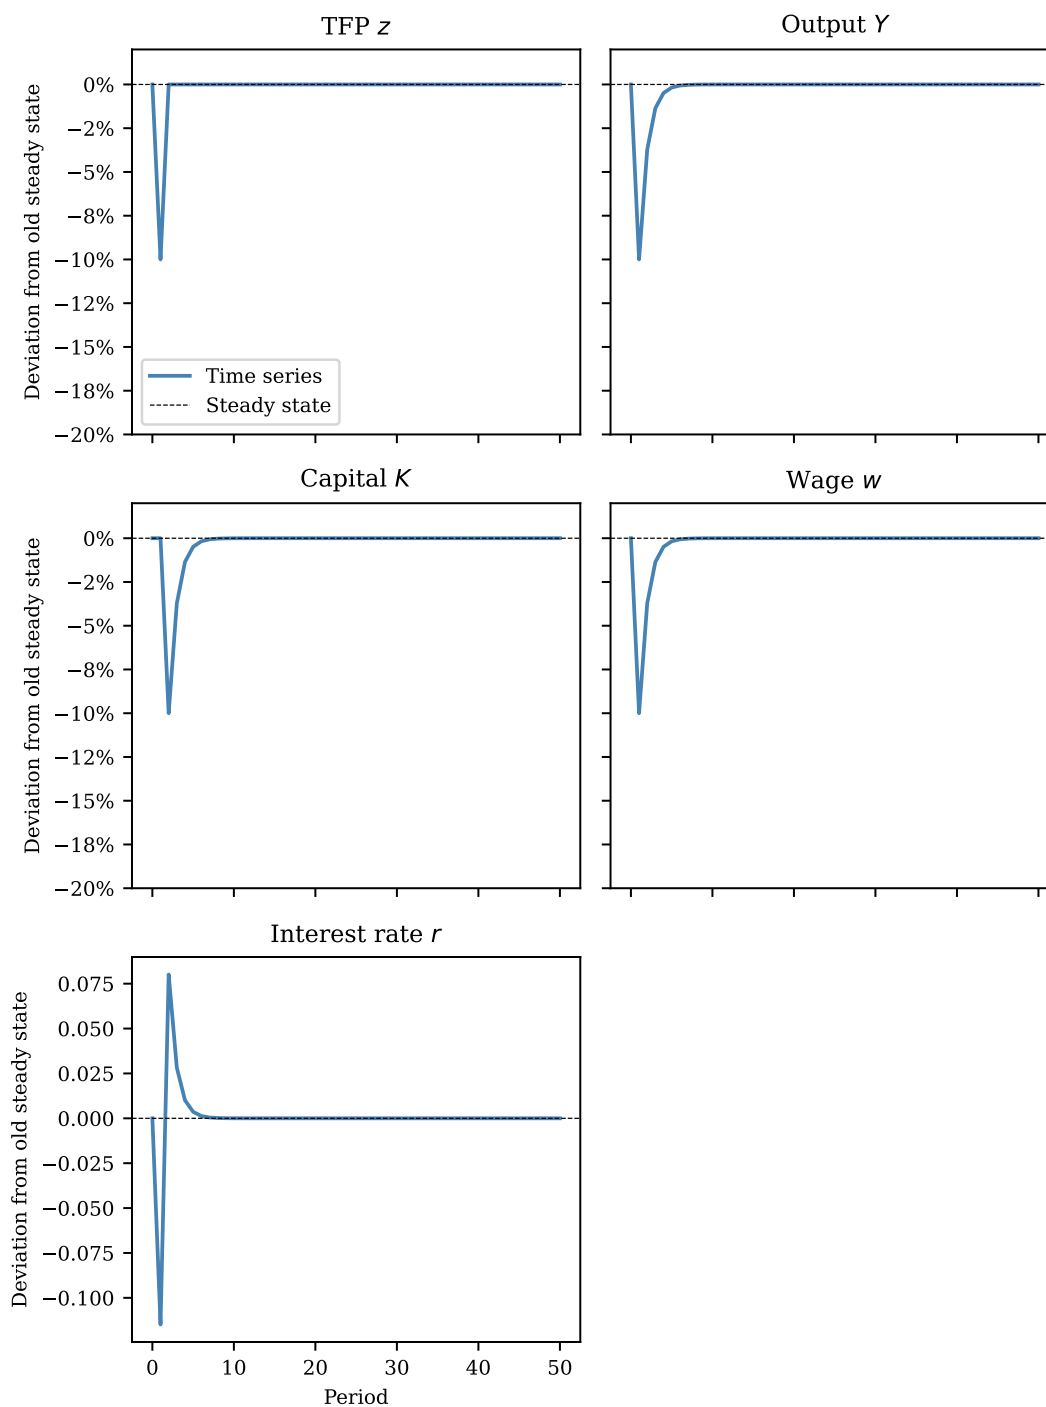 TFP z
Output Y
Deviation from old steady state
0%
−2%
−5%
−8%
−10%
−12%
−15%
−18%
−20%
Time series
Steady state
Capital K
Wage w
Deviation from old steady state
0%
−2%
−5%
−8%
−10%
−12%
−15%
−18%
−20%
Interest rate r
Deviation from old steady state
0.075
0.050
0.025
0.000
−0.025
−0.050
−0.075
−0.100
0 10 20 30 40 50
Period